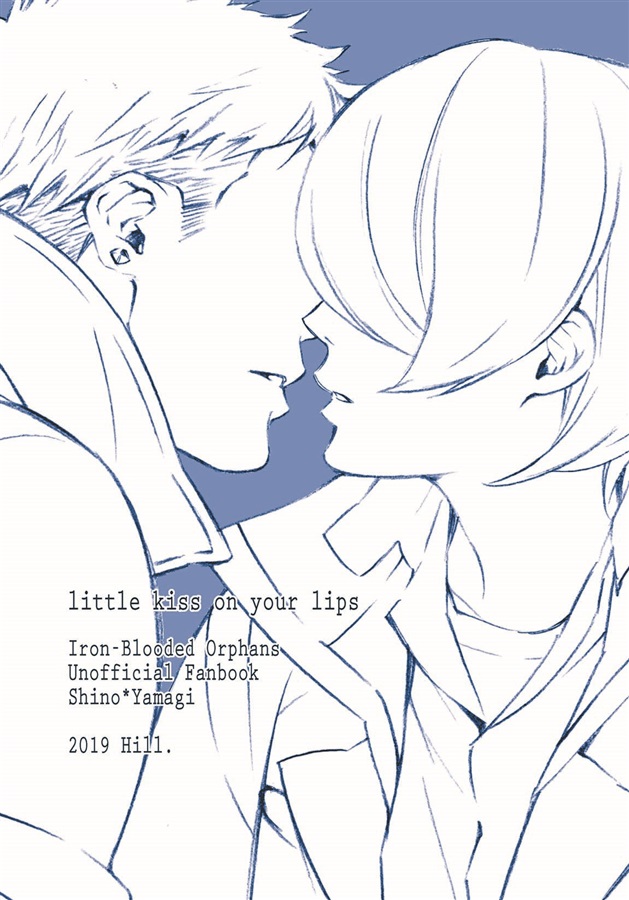 little kiss on your lips
Iron-Blooded Orphans
Unofficial Fanbook
Shino*Yamagi
2019 Hill.